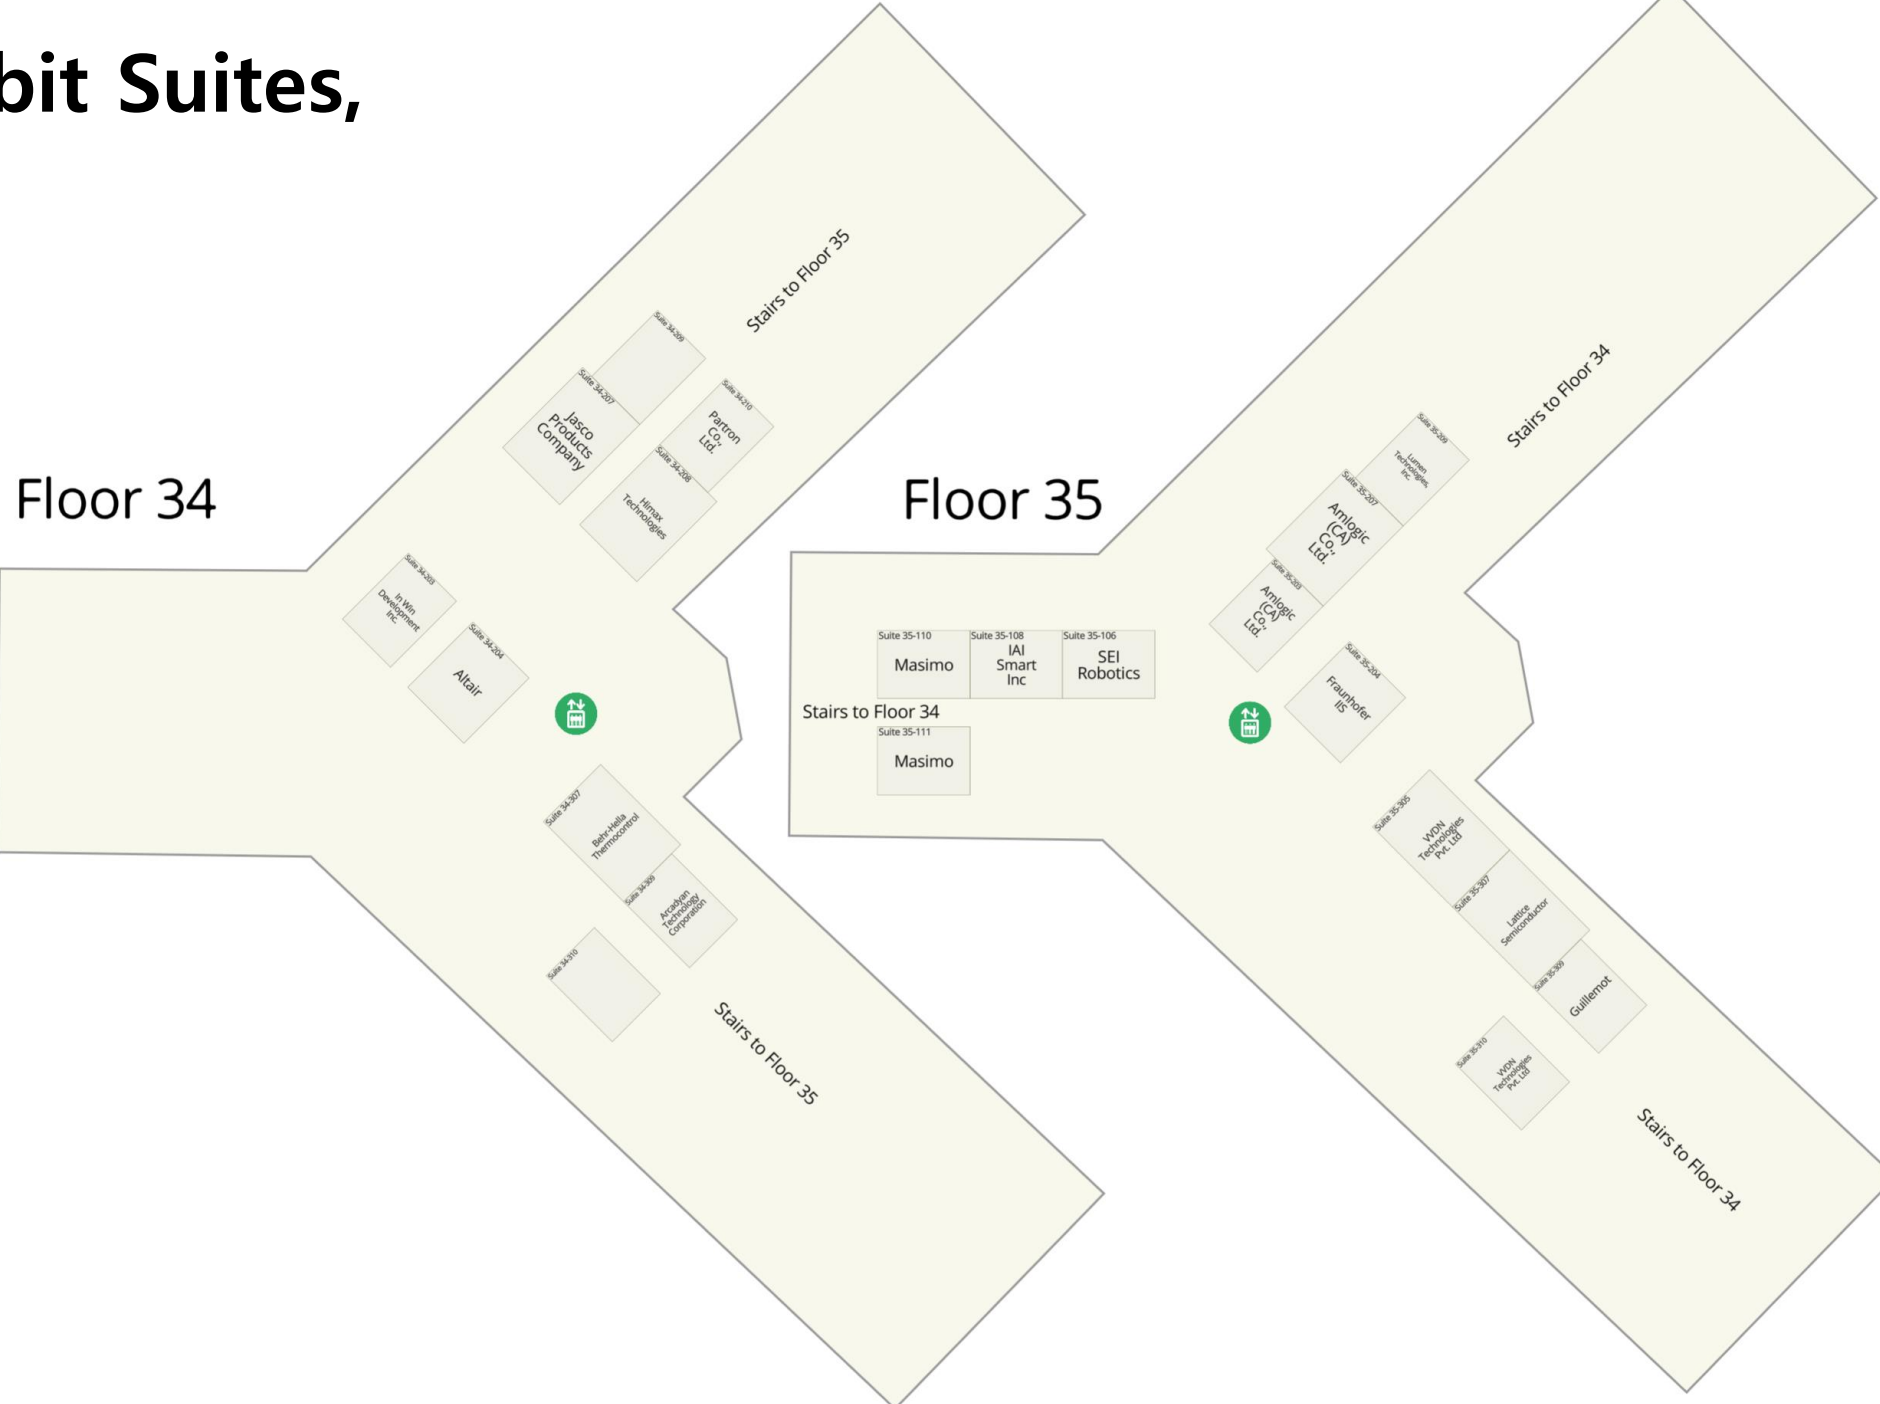 bit Suites,
Floor 34
Stairs to Floor 35
Suite 34-209
Suite 34-207
Jasco
Products
Company
Suite 34-210
Partron
Co.,
Ltd.
Suite 34-208
Himax
Technologies
Suite 34-203
In Win
Development
Inc.
Suite 34-204
Altair
Suite 34-307
Behr-Hella
Thermocontrol
Suite 34-309
Arcadyan
Technology
Corporation
Suite 34-310
Stairs to Floor 35
Floor 35
Stairs to Floor 34
Suite 35-209
Lumen
Technologies,
Inc.
Suite 35-207
Amlogic
(CA)
Co.,
Ltd.
Suite 35-203
Amlogic
(CA)
Co.,
Ltd.
Suite 35-110
Masimo
Suite 35-108
IAI
Smart
Inc
Suite 35-106
SEI
Robotics
Stairs to Floor 34
Suite 35-111
Masimo
Suite 35-204
Fraunhofer
IIS
Suite 35-305
VVDN
Technologies
Pvt. Ltd
Suite 35-307
Lattice
Semiconductor
Suite 35-309
Guillemot
Suite 35-310
VVDN
Technologies
Pvt. Ltd
Stairs to Floor 34